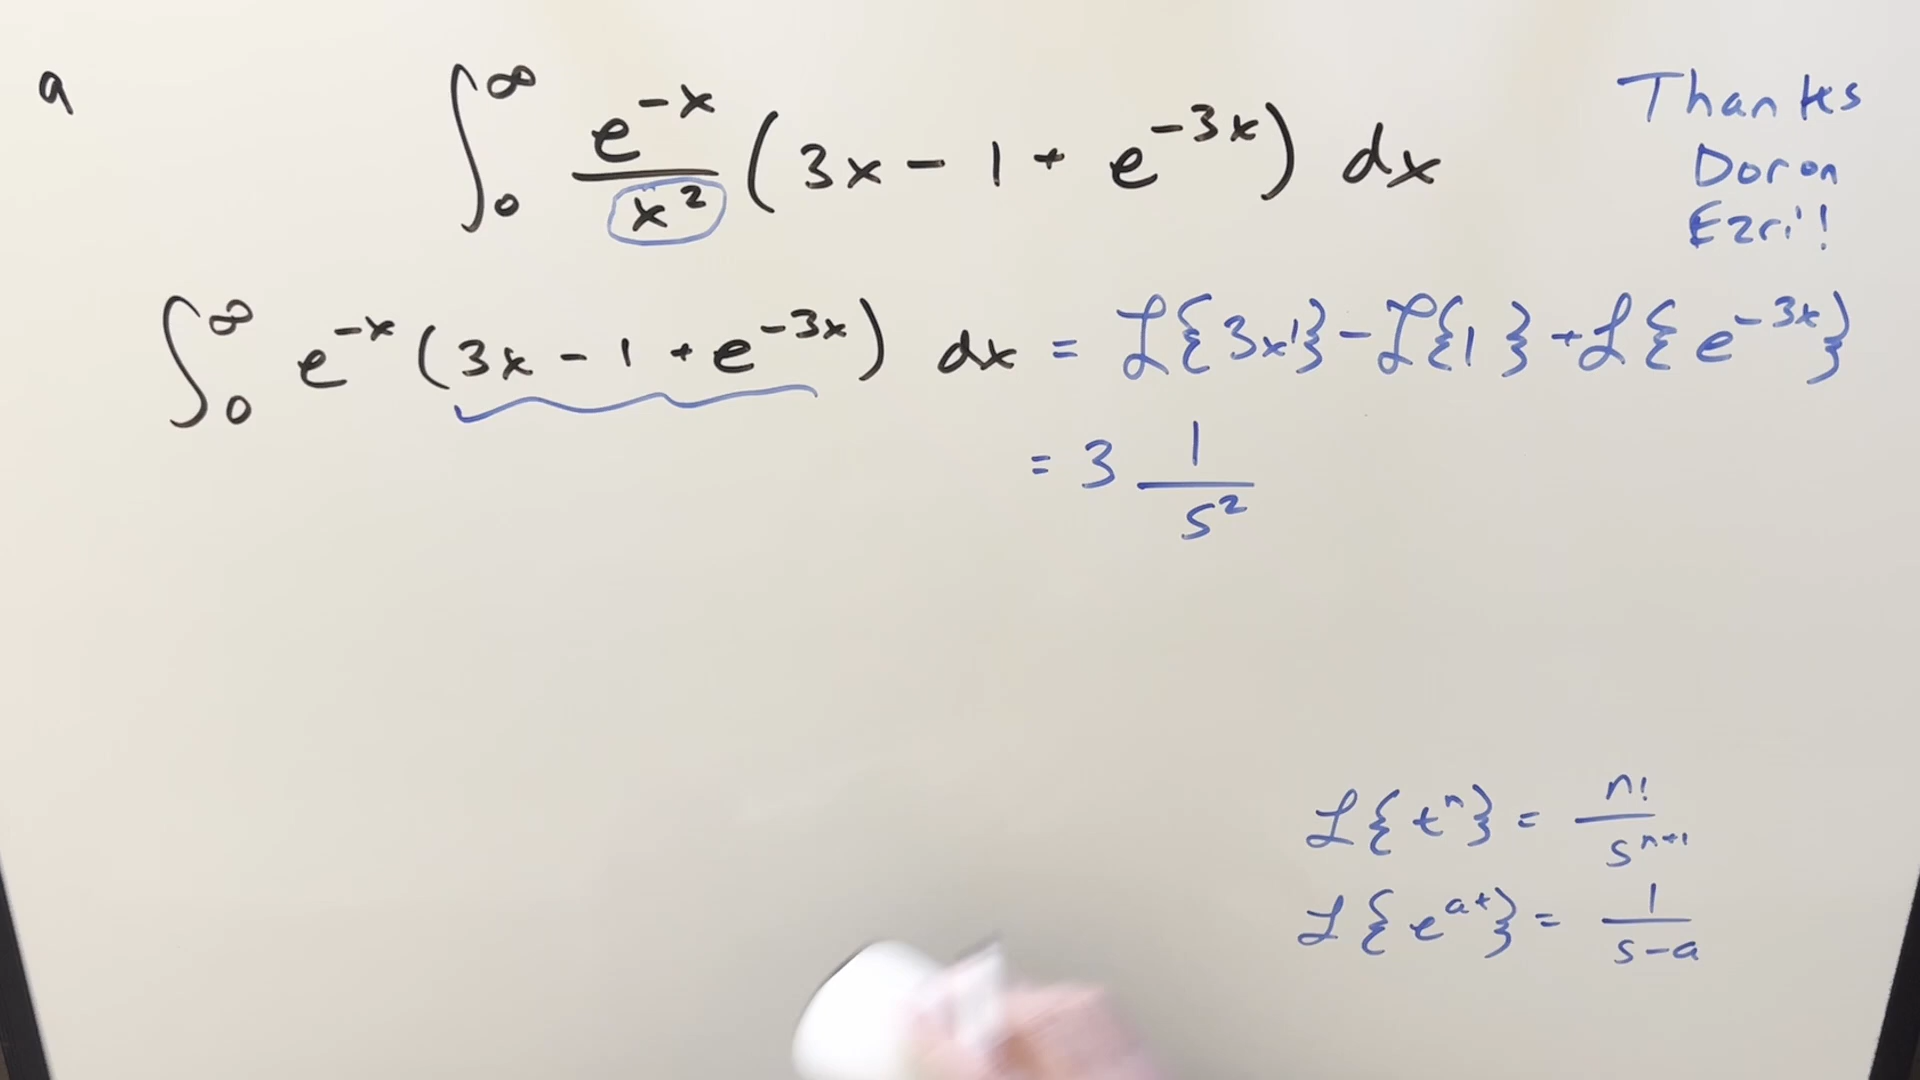 a
∫₀^∞ e^{-x}/x² (3x - 1 + e^{-3x}) dx
Thanks
Doron
Ezri!
∫₀^∞ e^{-x} (3x - 1 + e^{-3x}) dx = ℒ{3x¹} - ℒ{1} + ℒ{e^{-3x}}
= 3 1/s²
ℒ{t^n} = n!/s^{n+1}
ℒ{e^{at}} = 1/(s-a)